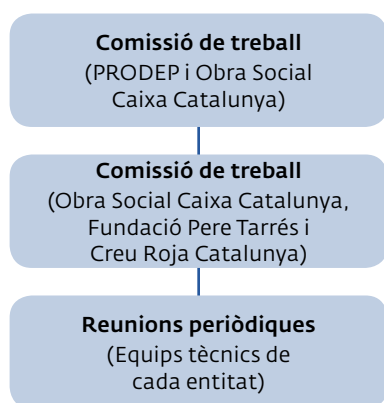 Comissió de treball
(PRODEP i Obra Social
Caixa Catalunya)
Comissió de treball
(Obra Social Caixa Catalunya,
Fundació Pere Tarrés i
Creu Roja Catalunya)
Reunions periòdiques
(Equips tècnics de
cada entitat)